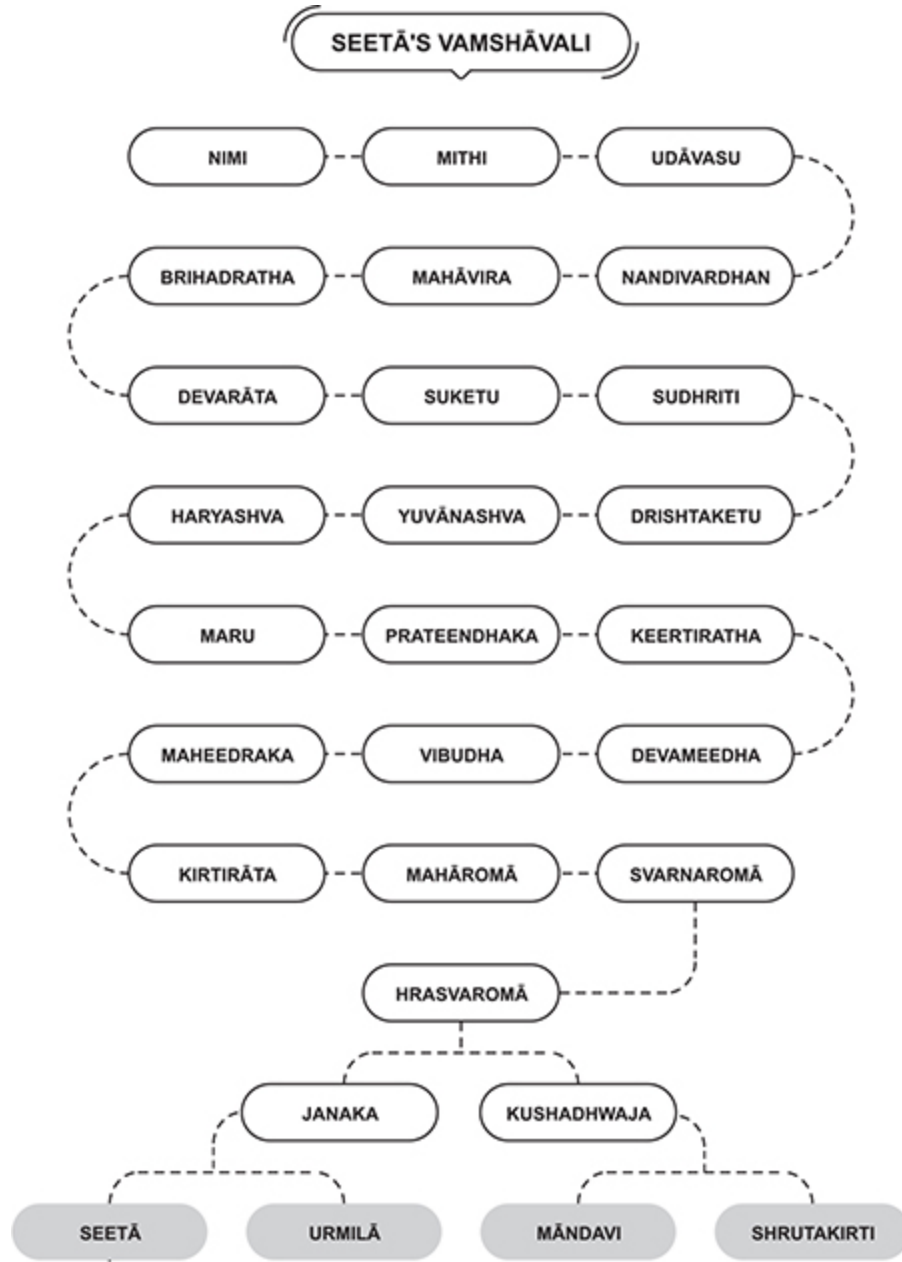 SEETĀ'S VAMSHĀVALI
NIMI
MITHI
UDĀVASU
BRIHADRATHA
MAHĀVIRA
NANDIVARDHAN
DEVARĀTA
SUKETU
SUDHRITI
HARYASHVA
YUVĀNASHVA
DRISHTAKETU
MARU
PRATEENDHAKA
KEERTIRATHA
MAHEEDRAKA
VIBUDHA
DEVAMEEDHA
KIRTIRĀTA
MAHĀROMĀ
SVARNAROMĀ
HRASVAROMĀ
JANAKA
KUSHADHWAJA
SEETĀ
URMILĀ
MĀNDAVI
SHRUTAKIRTI